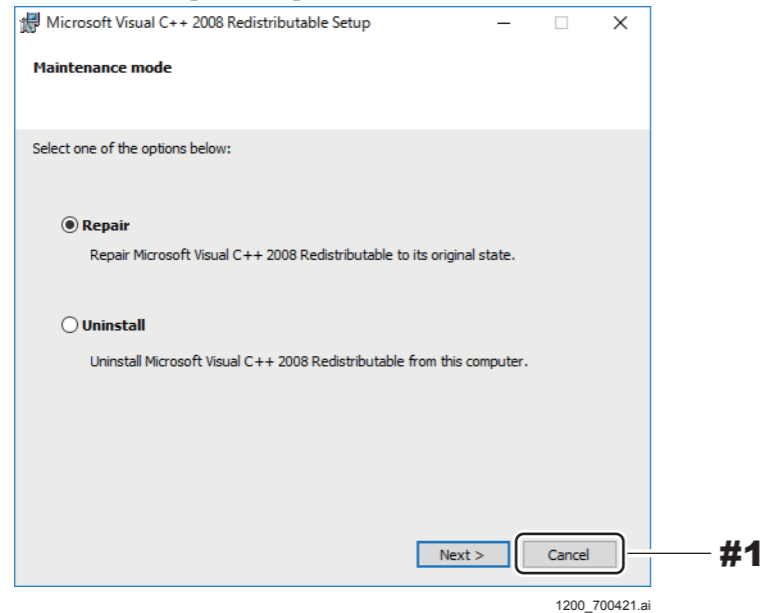 Microsoft Visual C++ 2008 Redistributable Setup
Maintenance mode
Select one of the options below:
Repair
Repair Microsoft Visual C++ 2008 Redistributable to its original state.
Uninstall
Uninstall Microsoft Visual C++ 2008 Redistributable from this computer.
Next >
Cancel
#1
1200_700421.ai